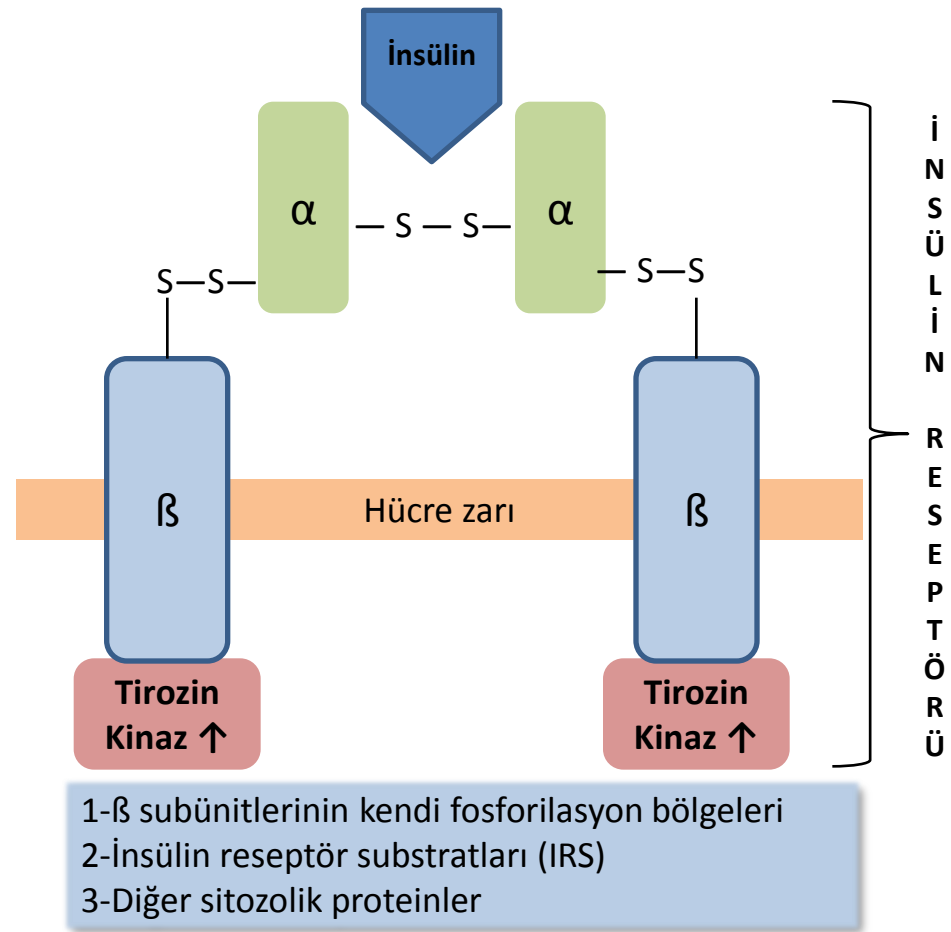 İnsülin
α
— S — S—
α
S—S—
— S—S
ß
Hücre zarı
ß
Tirozin
Kinaz ↑
Tirozin
Kinaz ↑
İ
N
S
Ü
L
İ
N
R
E
S
E
P
T
Ö
R
Ü
1-ß subünitlerinin kendi fosforilasyon bölgeleri
2-İnsülin reseptör substratları (IRS)
3-Diğer sitozolik proteinler